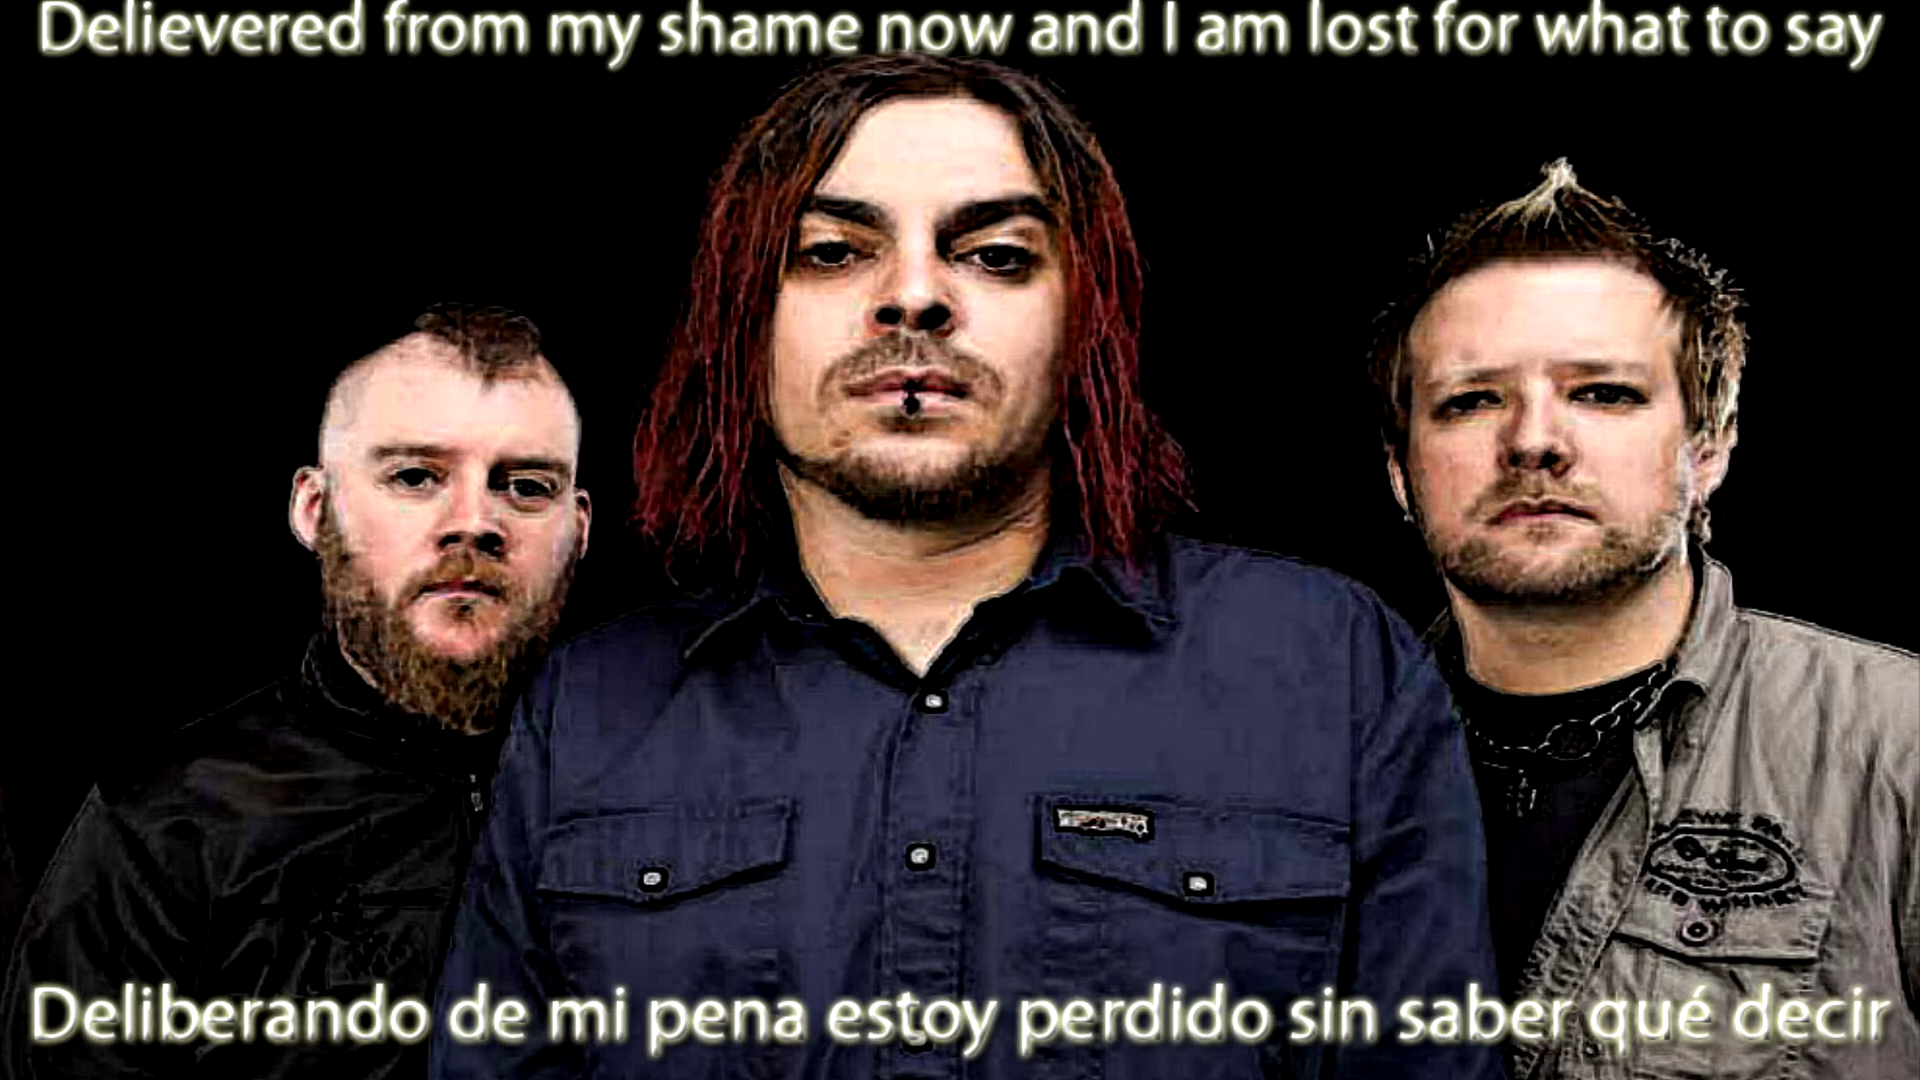 Delievered from my shame now and I am lost for what to say
Deliberando de mi pena estoy perdido sin saber qué decir